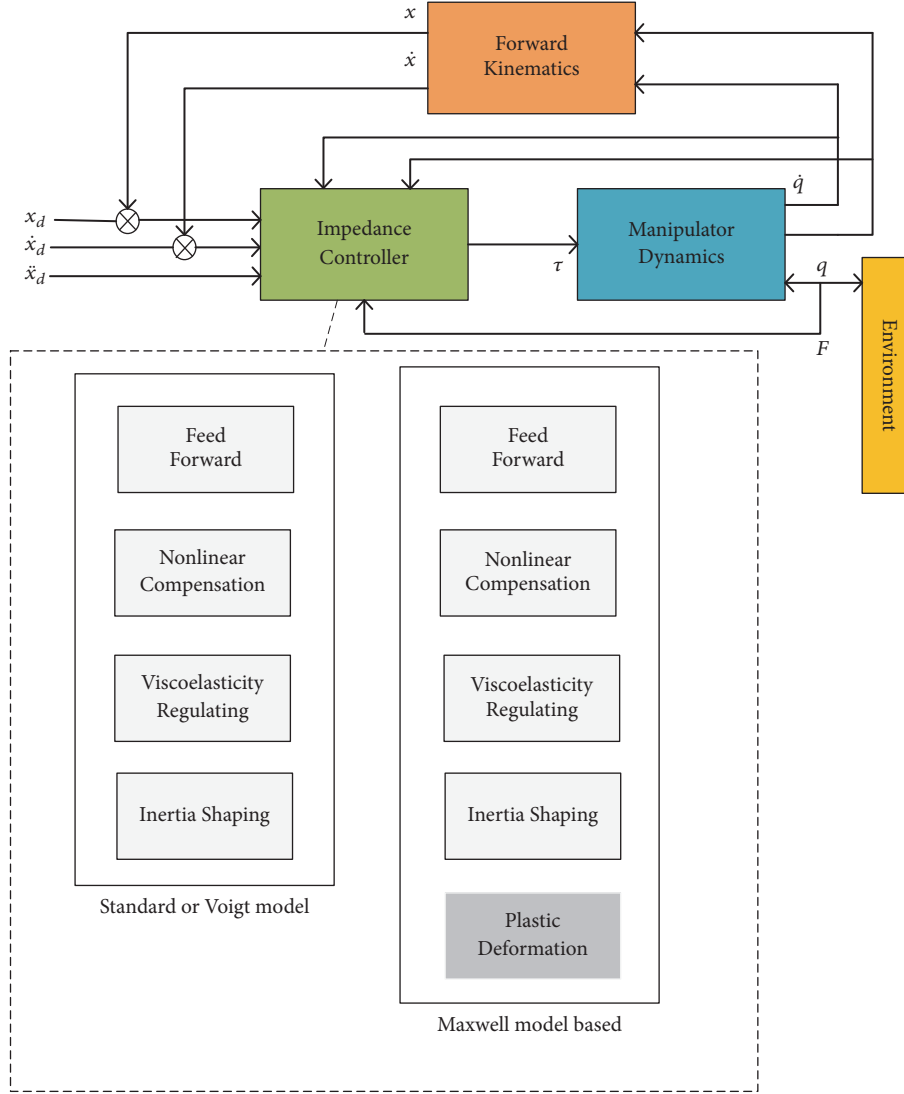 x
ẋ
Forward
Kinematics
x_d
ẋ_d
ẍ_d
Impedance
Controller
τ
Manipulator
Dynamics
q̇
q
F
Environment
Feed
Forward
Nonlinear
Compensation
Viscoelasticity
Regulating
Inertia Shaping
Standard or Voigt model
Feed
Forward
Nonlinear
Compensation
Viscoelasticity
Regulating
Inertia Shaping
Plastic
Deformation
Maxwell model based